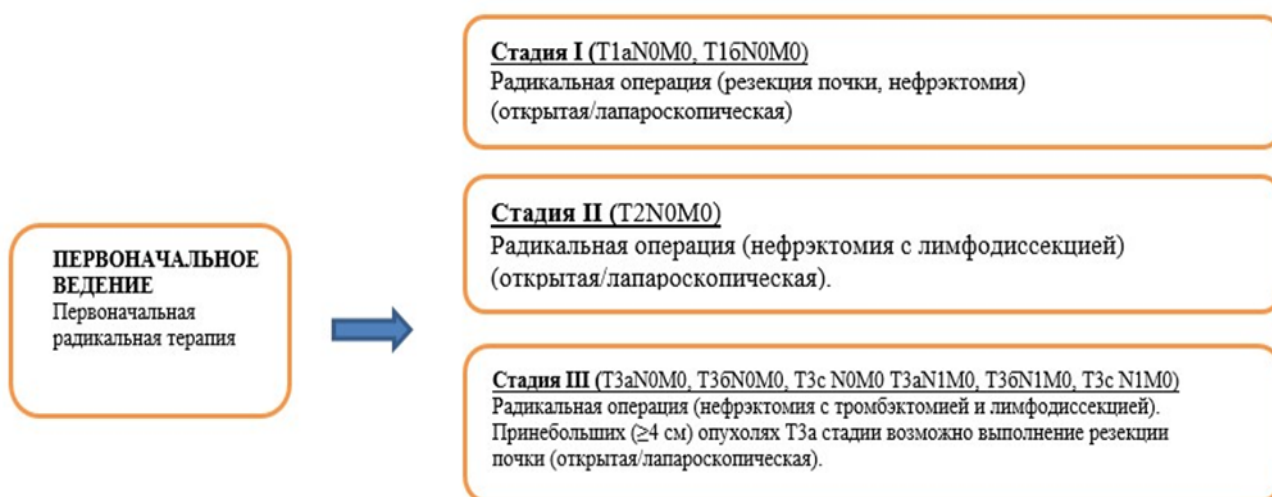 ПЕРВОНАЧАЛЬНОЕ
ВЕДЕНИЕ
Первоначальная
радикальная терапия
Стадия I (T1aN0M0, T1бN0M0)
Радикальная операция (резекция почки, нефрэктомия)
(открытая/лапароскопическая)
Стадия II (T2N0M0)
Радикальная операция (нефрэктомия с лимфодиссекцией)
(открытая/лапароскопическая).
Стадия III (T3aN0M0, T3бN0M0, T3c N0M0 T3aN1M0, T3бN1M0, T3c N1M0)
Радикальная операция (нефрэктомия с тромбэктомией и лимфодиссекцией).
Принебольших (≥4 см) опухолях Т3а стадии возможно выполнение резекции
почки (открытая/лапароскопическая).